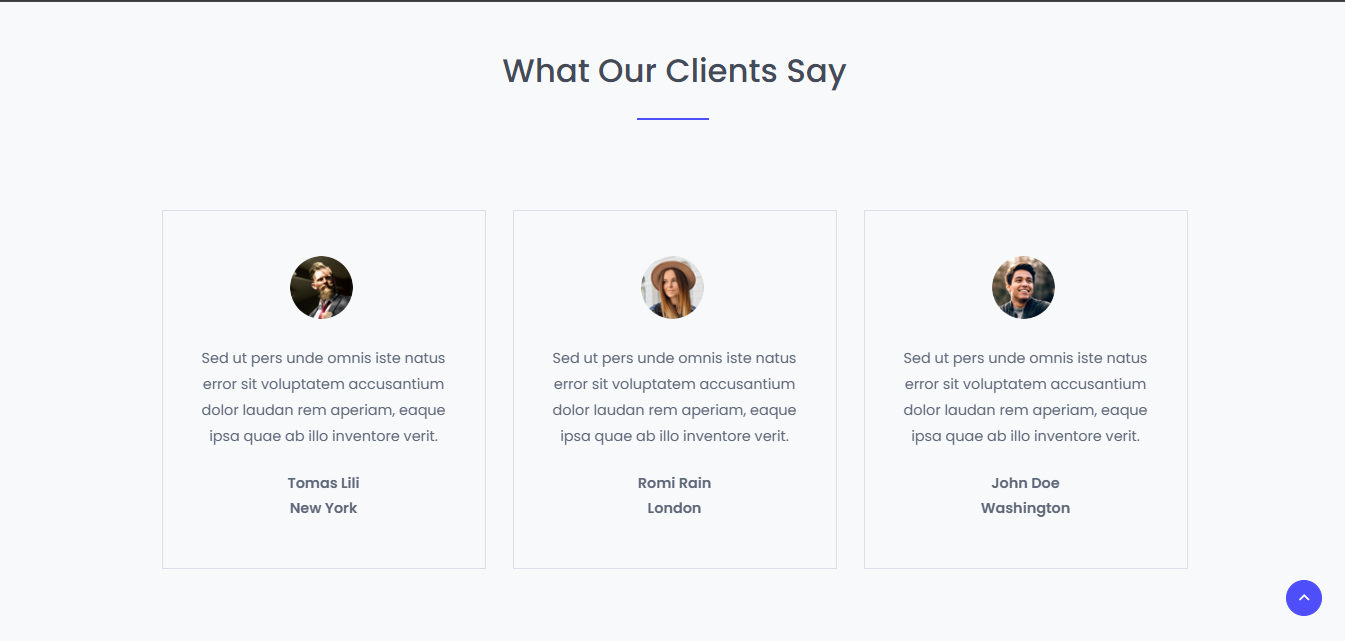 What Our Clients Say
Sed ut pers unde omnis iste natus
error sit voluptatem accusantium
dolor laudan rem aperiam, eaque
ipsa quae ab illo inventore verit.
Tomas Lili
New York
Sed ut pers unde omnis iste natus
error sit voluptatem accusantium
dolor laudan rem aperiam, eaque
ipsa quae ab illo inventore verit.
Romi Rain
London
Sed ut pers unde omnis iste natus
error sit voluptatem accusantium
dolor laudan rem aperiam, eaque
ipsa quae ab illo inventore verit.
John Doe
Washington